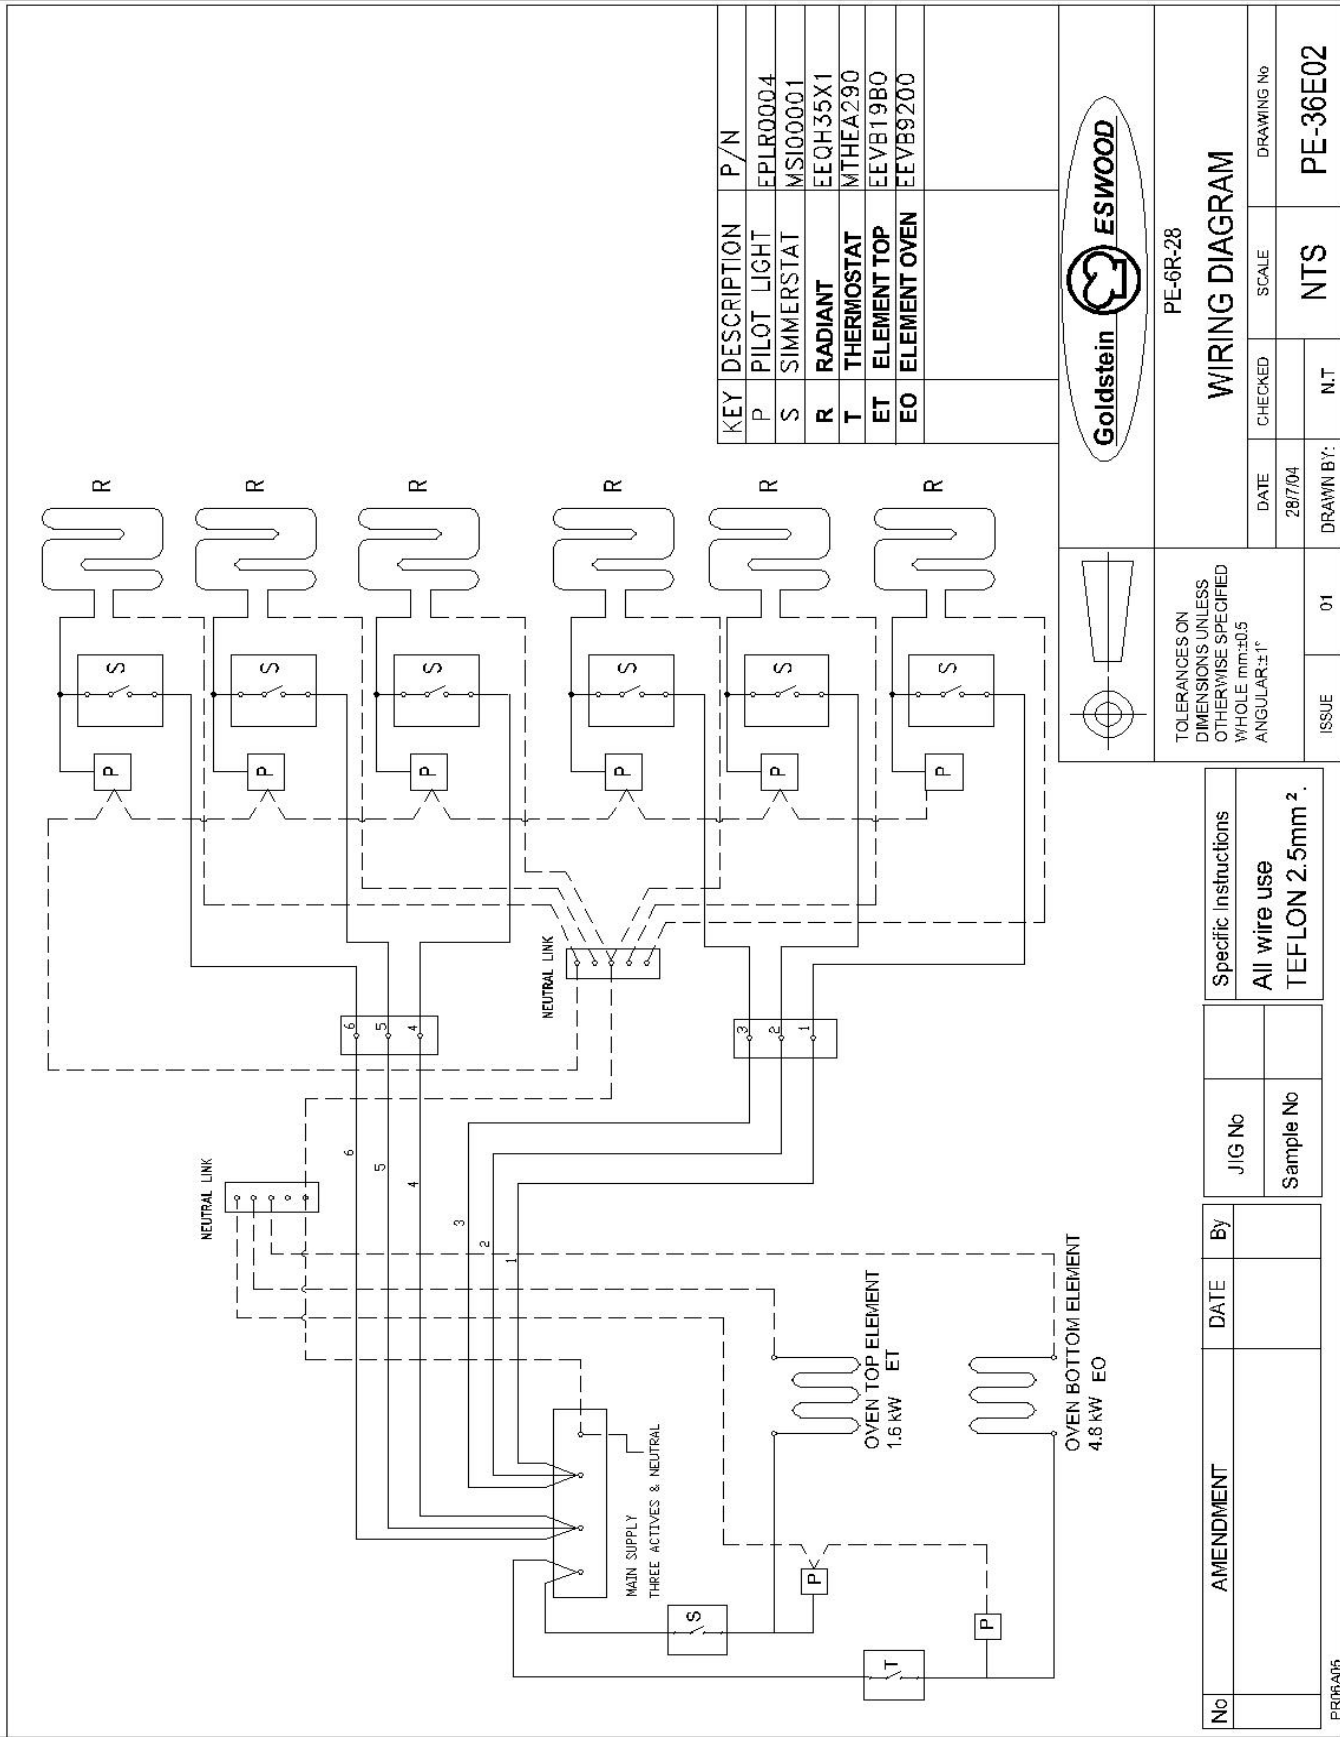 R
R
R
R
R
R
S
S
S
S
S
S
P
P
P
P
P
P
NEUTRAL LINK
6
5
4
3
2
1
NEUTRAL LINK
6
5
4
3
2
1
MAIN SUPPLY
THREE ACTIVES & NEUTRAL
OVEN TOP ELEMENT
1.6 kW ET
OVEN BOTTOM ELEMENT
4.8 kW EO
S
P
T
P
KEY DESCRIPTION P/N
P PILOT LIGHT EPLR0004
S SIMMERSTAT MSI00001
R RADIANT EEQH35X1
T THERMOSTAT MTHEA290
ET ELEMENT TOP EEVB19B0
EO ELEMENT OVEN EEVB9200
Goldstein ESWOOD
PE-6R-28
WIRING DIAGRAM
DATE CHECKED SCALE DRAWING No
28/7/04 NTS PE-36E02
DRAWN BY: N.T
TOLERANCES ON
DIMENSIONS UNLESS
OTHERWISE SPECIFIED
WHOLE mm:±0.5
ANGULAR:±1°
ISSUE 01
Specific Instructions
All wire use
TEFLON 2.5mm².
JIG No
Sample No
No AMENDMENT DATE By
PR06A05